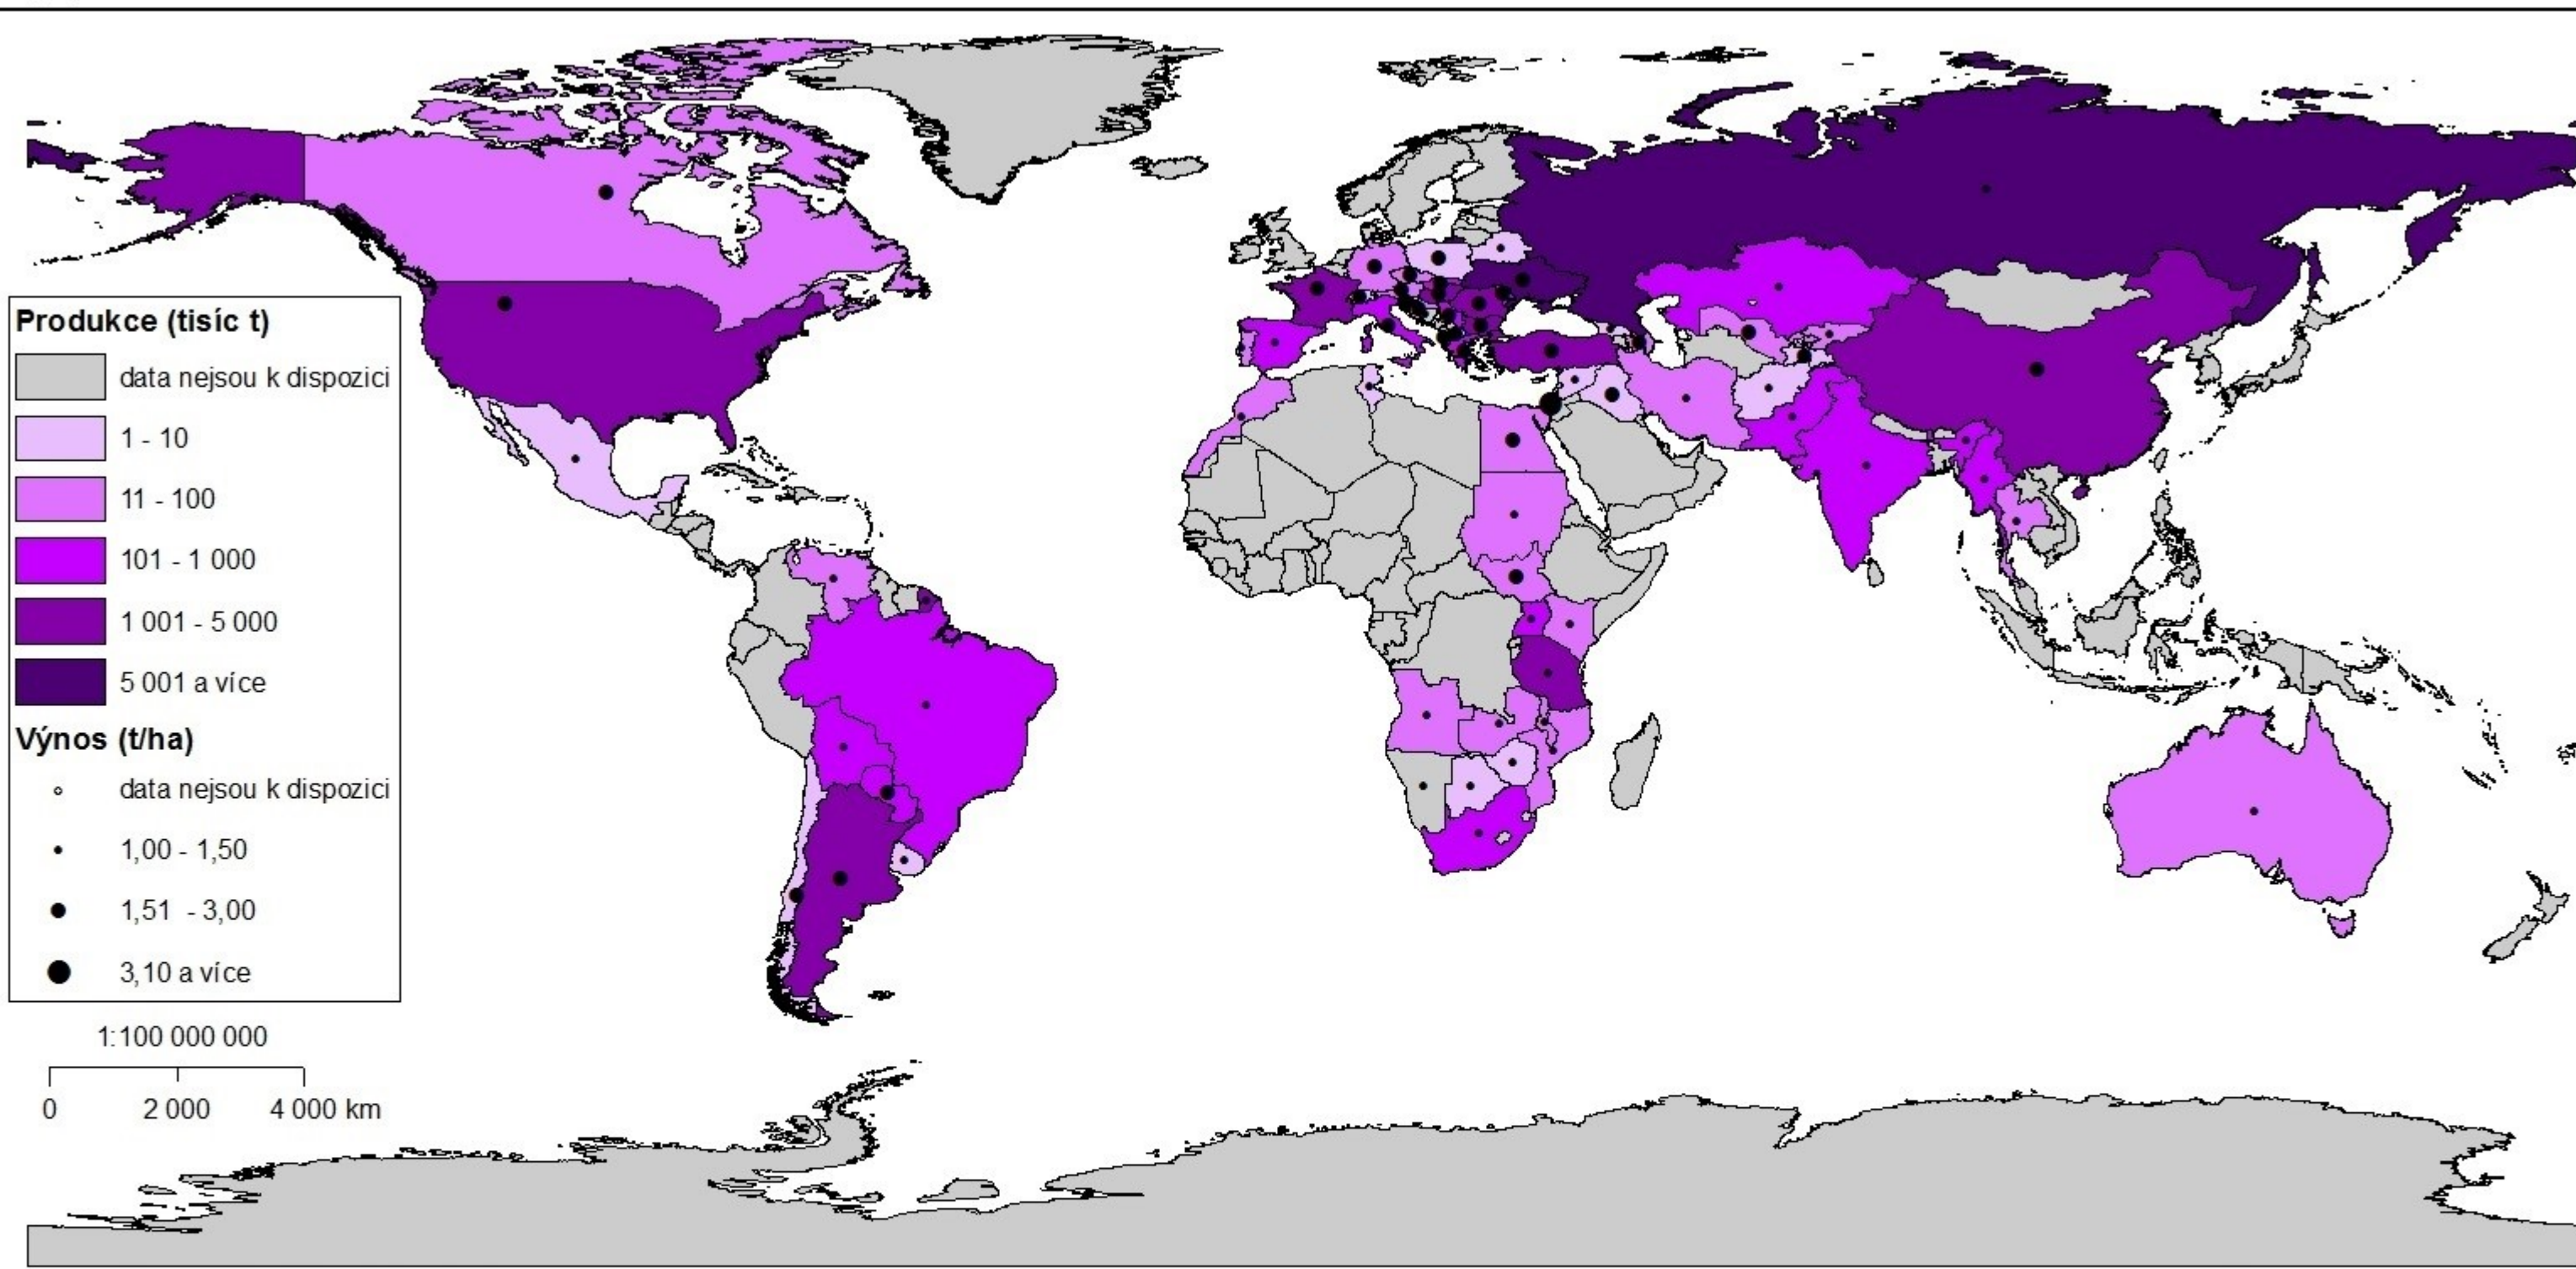 Produkce (tisíc t)
data nejsou k dispozici
1 - 10
11 - 100
101 - 1 000
1 001 - 5 000
5 001 a více
Výnos (t/ha)
data nejsou k dispozici
1,00 - 1,50
1,51 - 3,00
3,10 a více
1:100 000 000
0 2 000 4 000 km